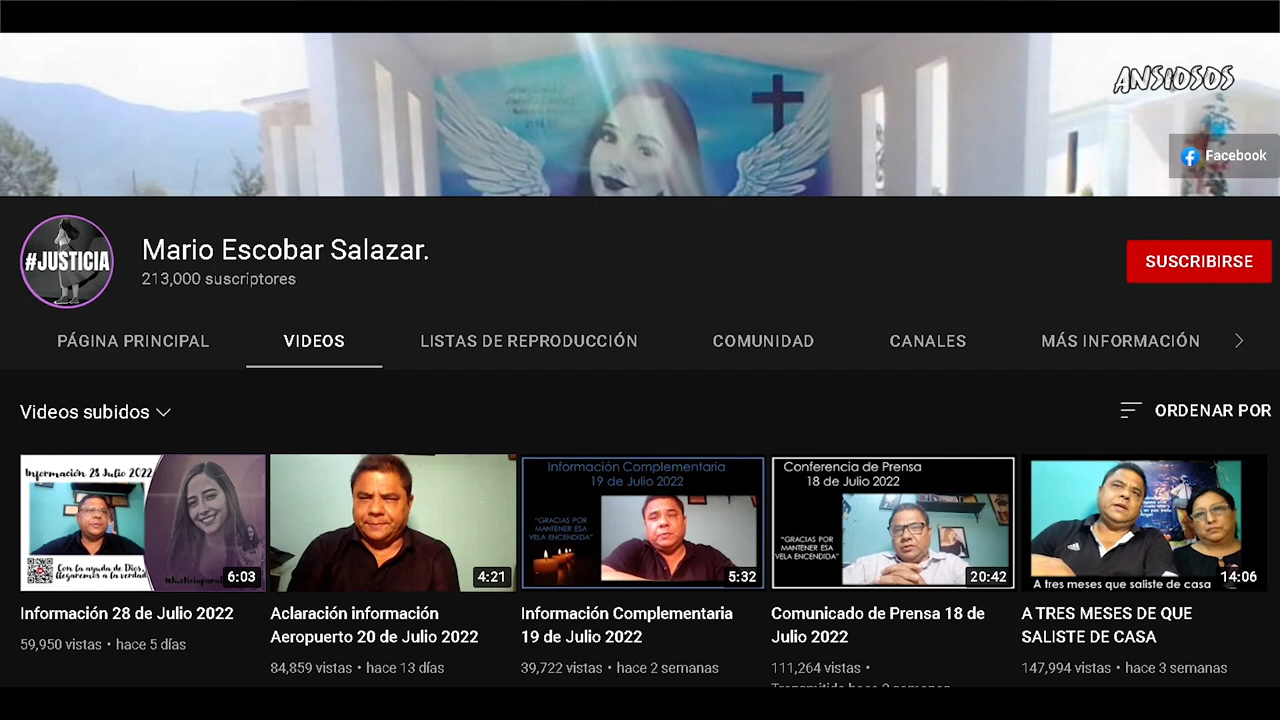 ANSIOSOS
Facebook
#JUSTICIA
Mario Escobar Salazar.
213,000 suscriptores
SUSCRIBIRSE
PÁGINA PRINCIPAL
VIDEOS
LISTAS DE REPRODUCCIÓN
COMUNIDAD
CANALES
MÁS INFORMACIÓN
Videos subidos
ORDENAR POR
Información 28 Julio 2022
Con la ayuda de Dios,
llegaremos a la verdad
6:03
4:21
Información Complementaria
19 de Julio 2022
"GRACIAS POR
MANTENER ESA
VELA ENCENDIDA"
5:32
Conferencia de Prensa
18 de Julio 2022
"GRACIAS POR
MANTENER ESA
VELA ENCENDIDA"
20:42
A tres meses que saliste de casa
14:06
Información 28 de Julio 2022
59,950 vistas • hace 5 días
Aclaración información
Aeropuerto 20 de Julio 2022
84,859 vistas • hace 13 días
Información Complementaria
19 de Julio 2022
39,722 vistas • hace 2 semanas
Comunicado de Prensa 18 de
Julio 2022
111,264 vistas •
A TRES MESES DE QUE
SALISTE DE CASA
147,994 vistas • hace 3 semanas